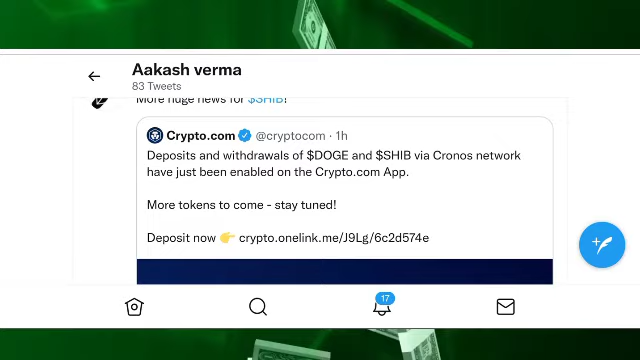 Aakash verma
83 Tweets
More huge news for $SHIB!
Crypto.com @cryptocom · 1h
Deposits and withdrawals of $DOGE and $SHIB via Cronos network
have just been enabled on the Crypto.com App.
More tokens to come - stay tuned!
Deposit now 👉 crypto.onelink.me/J9Lg/6c2d574e
17